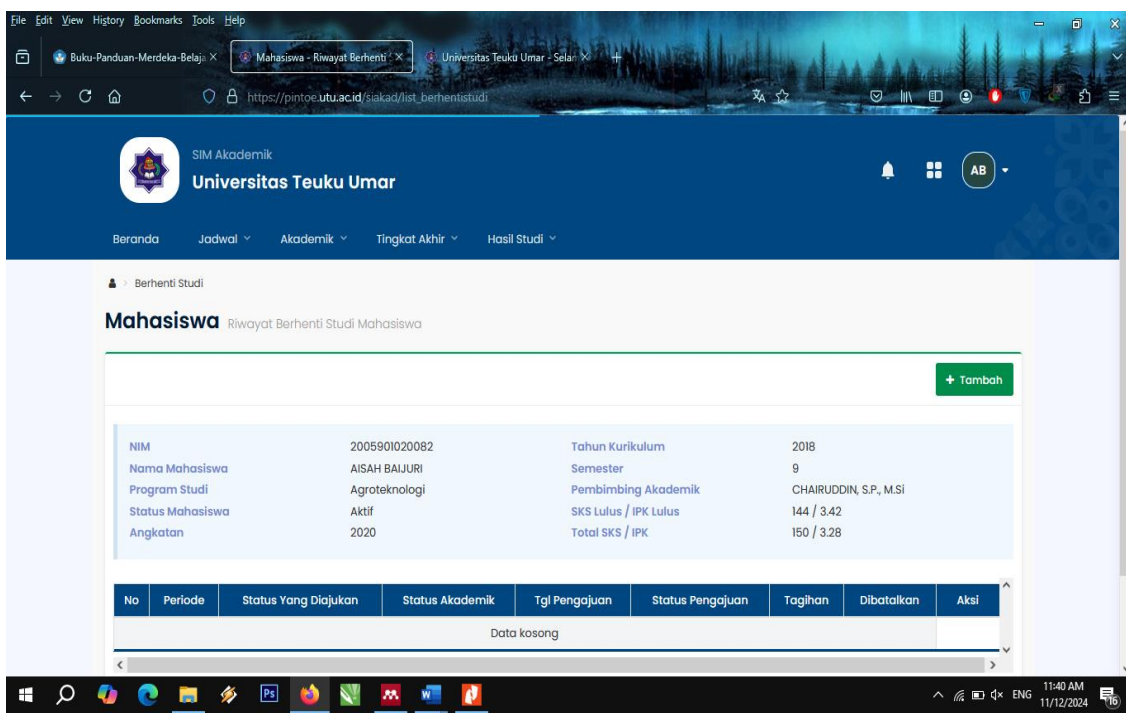 File Edit View History Bookmarks Tools Help
Buku-Panduan-Merdeka-Belaja Mahasiswa - Riwayat Berhenti Universitas Teuku Umar - Selan
https://pintoe.utu.ac.id/siakad/list_berhentistudi
SIM Akademik
Universitas Teuku Umar
AB
Beranda Jadwal Akademik Tingkat Akhir Hasil Studi
Berhenti Studi
Mahasiswa Riwayat Berhenti Studi Mahasiswa
+ Tambah
NIM 2005901020082 Tahun Kurikulum 2018
Nama Mahasiswa AISAH BAIJURI Semester 9
Program Studi Agroteknologi Pembimbing Akademik CHAIRUDDIN, S.P., M.Si
Status Mahasiswa Aktif SKS Lulus / IPK Lulus 144 / 3.42
Angkatan 2020 Total SKS / IPK 150 / 3.28
No Periode Status Yang Diajukan Status Akademik Tgl Pengajuan Status Pengajuan Tagihan Dibatalkan Aksi
Data kosong
Ps W ENG 11:40 AM
11/12/2024 16